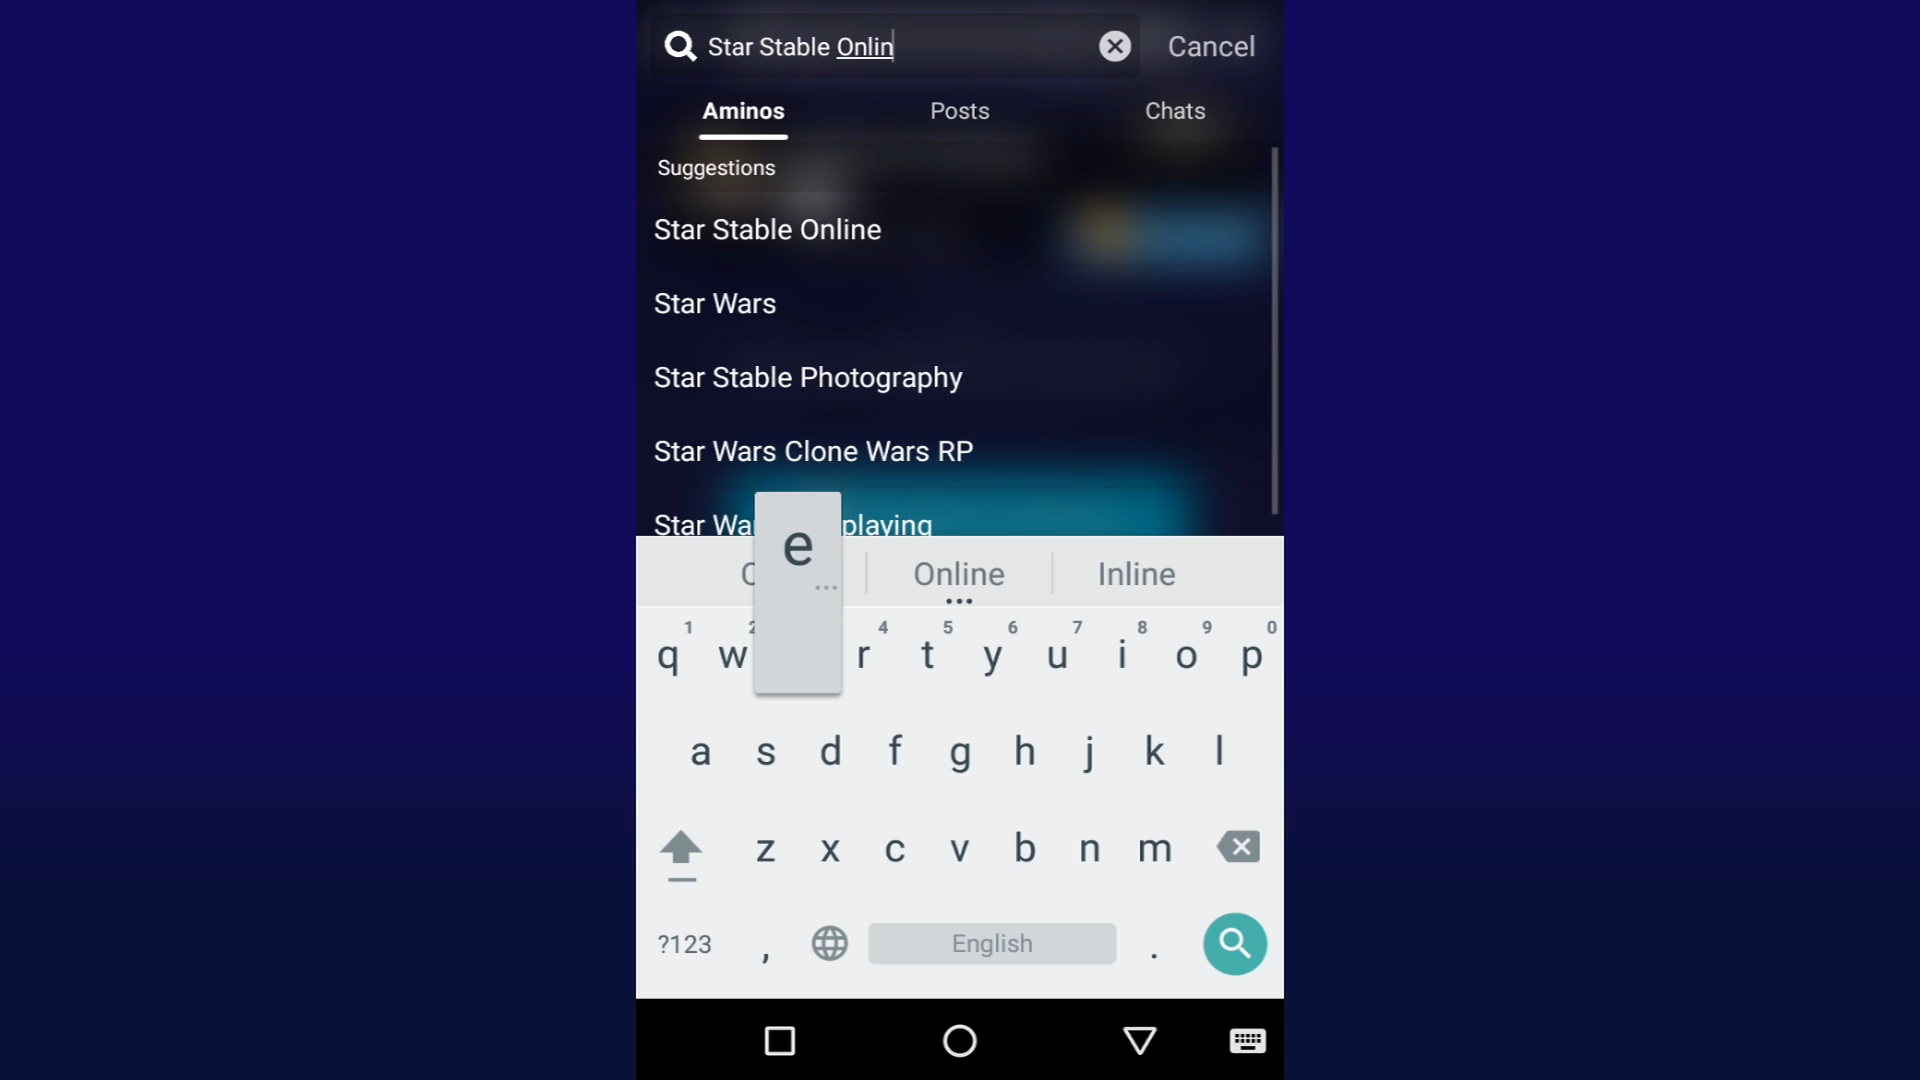 Star Stable Onlin
Cancel
Aminos
Posts
Chats
Suggestions
Star Stable Online
Star Wars
Star Stable Photography
Star Wars Clone Wars RP
Star playing
e
...
Online
Inline
...
1 4 5 6 7 8 9 0
q w r t y u i o p
a s d f g h j k l
z x c v b n m
?123 , English .